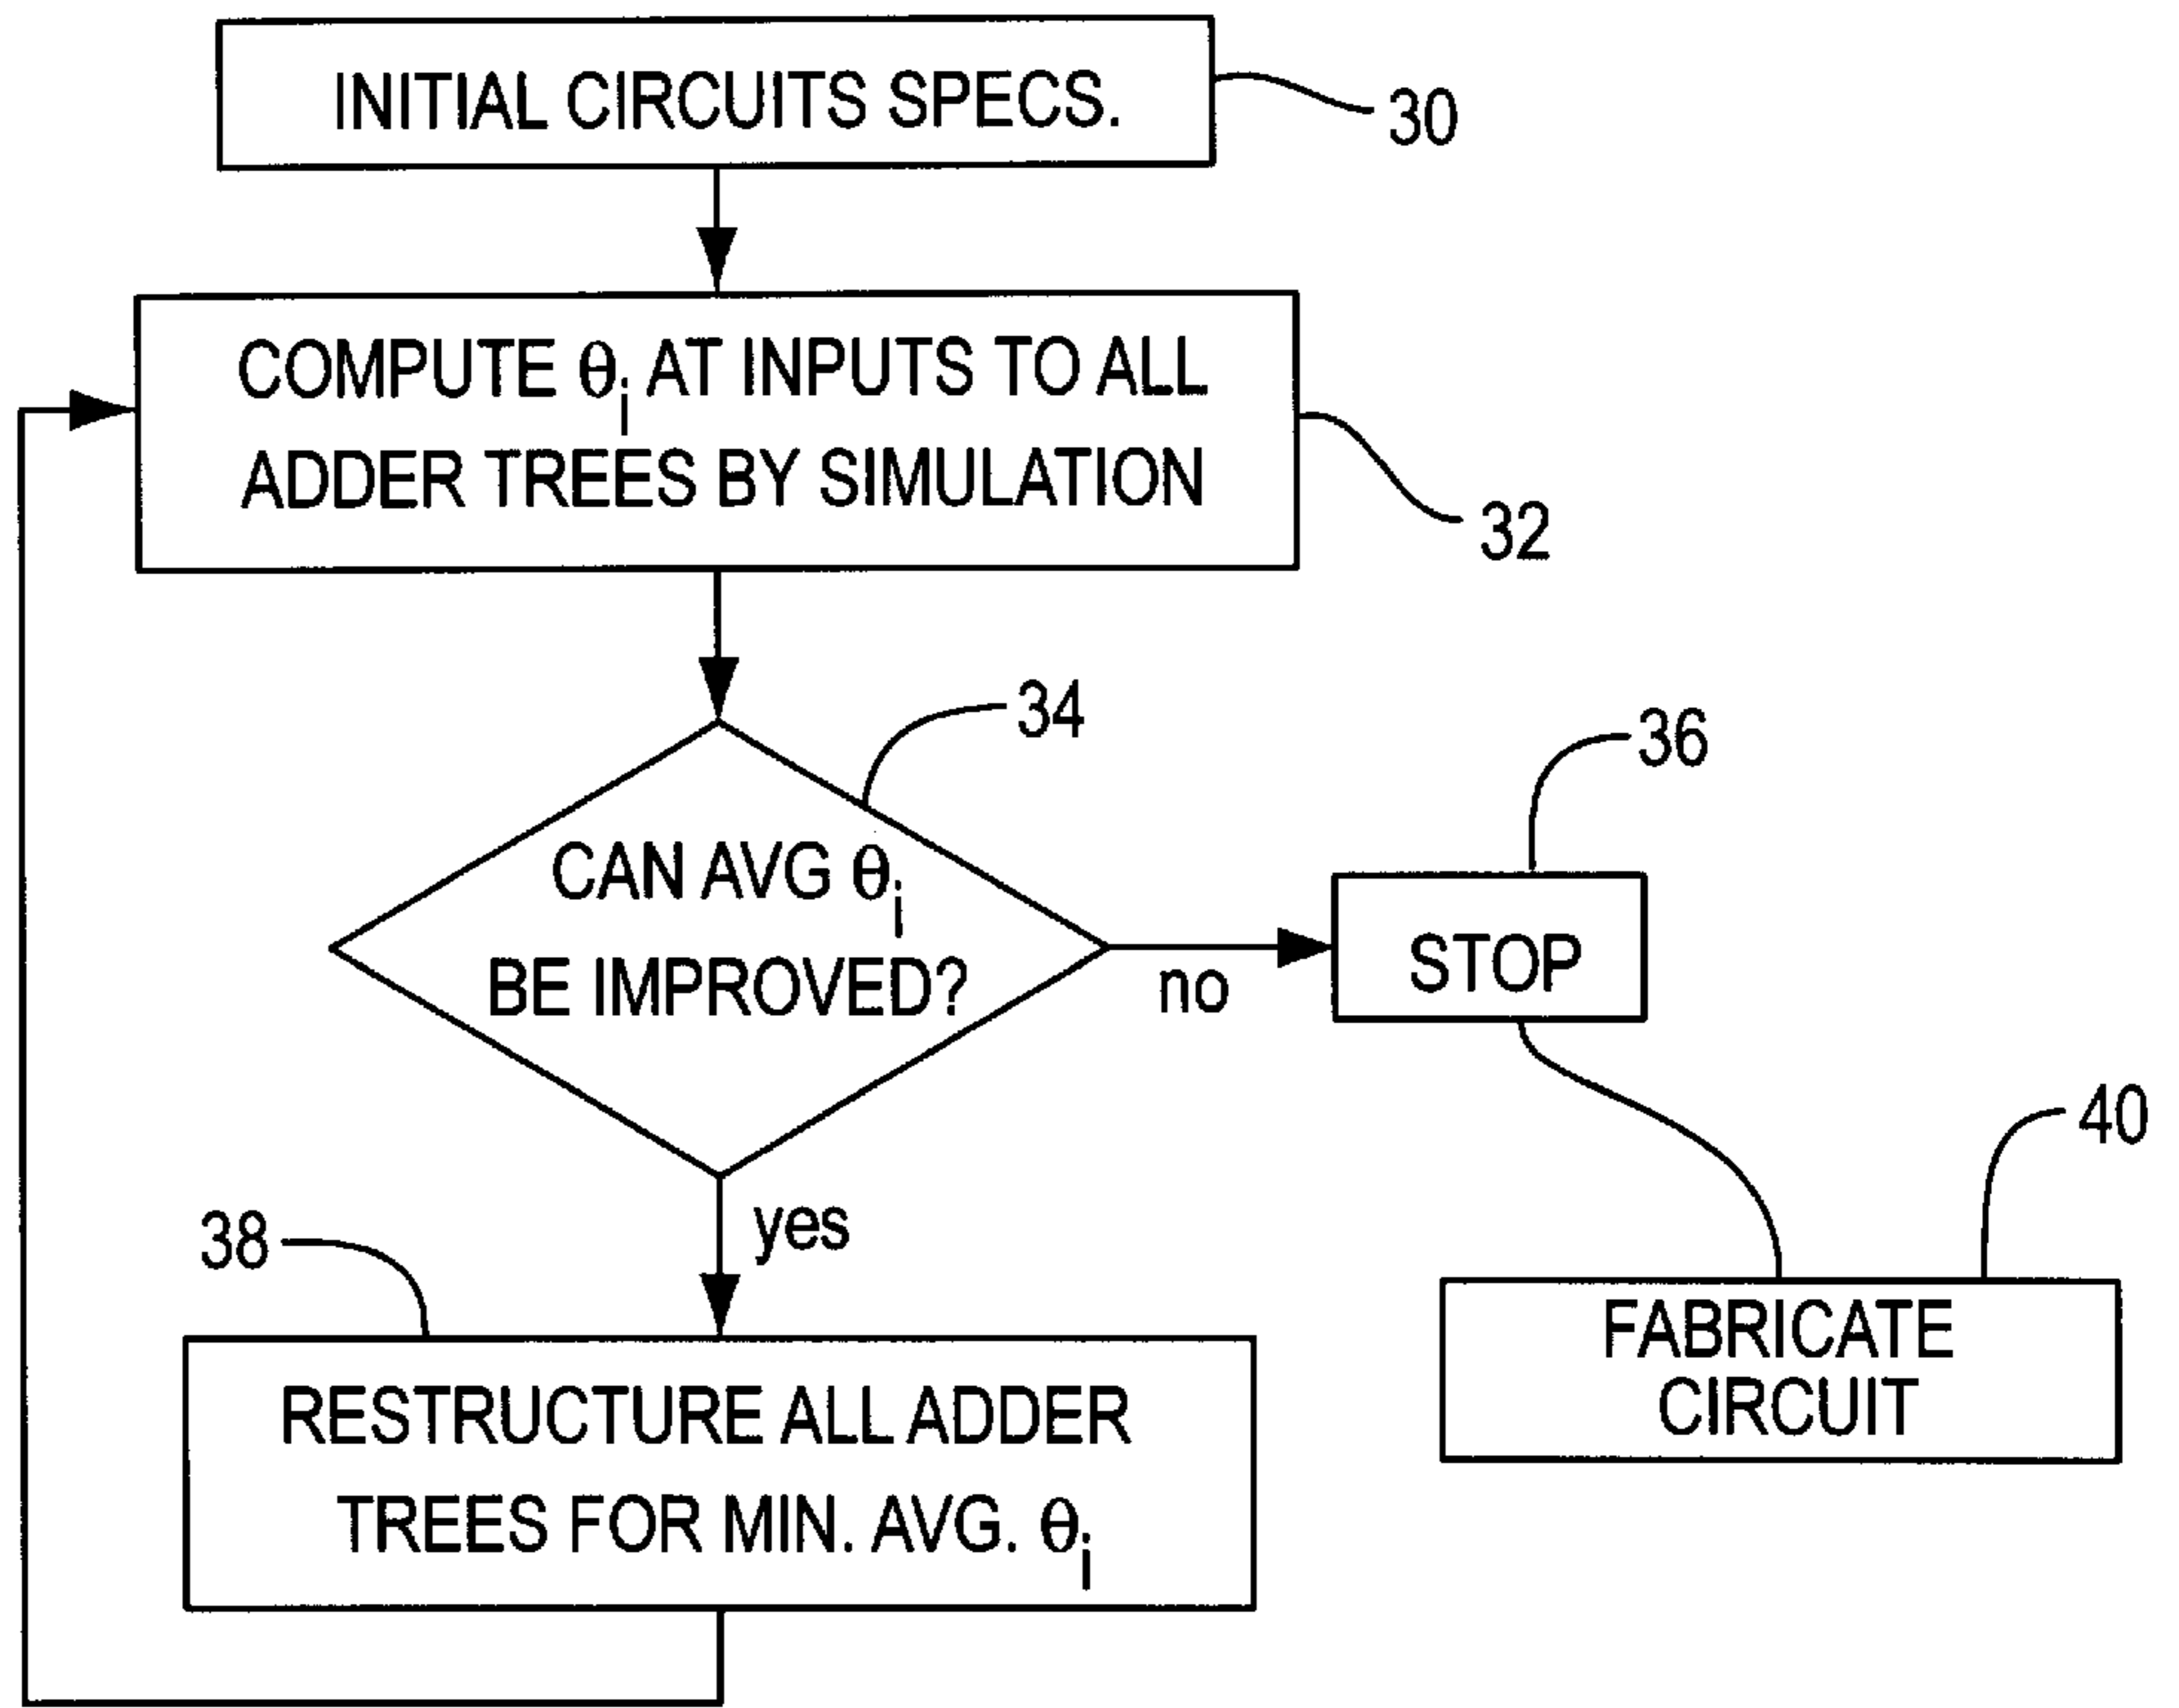 INITIAL CIRCUITS SPECS.
30
COMPUTE θi AT INPUTS TO ALL
ADDER TREES BY SIMULATION
32
34
CAN AVG θi
BE IMPROVED?
no
36
STOP
yes
38
RESTRUCTURE ALL ADDER
TREES FOR MIN. AVG. θi
40
FABRICATE
CIRCUIT